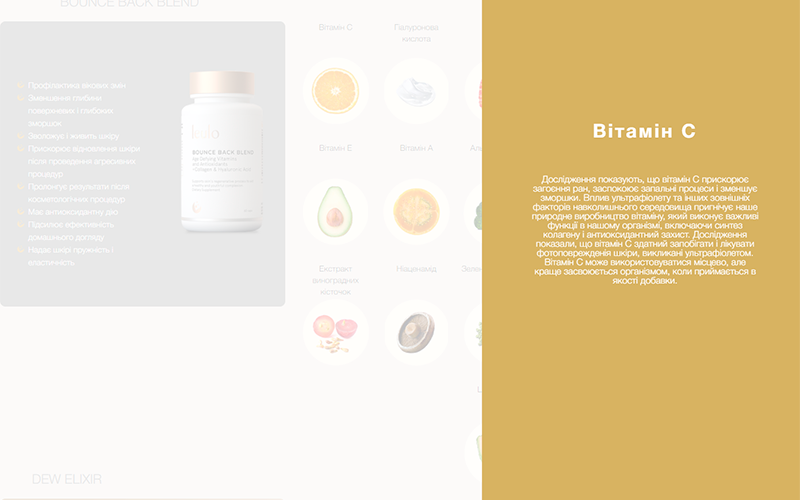 BOUNCE BACK BLEND
Профілактика вікових змін
Зменшення глибини
поверхневих і глибоких
зморшок
Зволожує і живить шкіру
Прискорює відновлення шкіри
після проведення агресивних
процедур
Пролонгує результати після
косметологічних процедур
Має антиоксидантну дію
Підсилює ефективність
домашнього догляду
Надає шкірі пружність і
еластичність
BOUNCE BACK BLEND
Вітамін C
Гіалуронова
кислота
Вітамін E
Вітамін A
Екстракт
виноградних
кісточок
Ніацинамід
DEW ELIXIR
Вітамін C
Дослідження показують, що вітамін C прискорює
загоєння ран, заспокоює запальні процеси і зменшує
зморшки. Вплив ультрафіолету та інших зовнішніх
факторів навколишнього середовища пригнічує наше
природне виробництво вітаміну, який виконує важливі
функції в нашому організмі, включаючи синтез
колагену і антиоксидантний захист. Дослідження
показали, що вітамін C здатний запобігати і лікувати
фотопоvрежdення шкіри, викликані ультрафіолетом.
Вітамін C може використовуватися місцево, але
краще засвоюється організмом, коли приймається в
якості добавки.